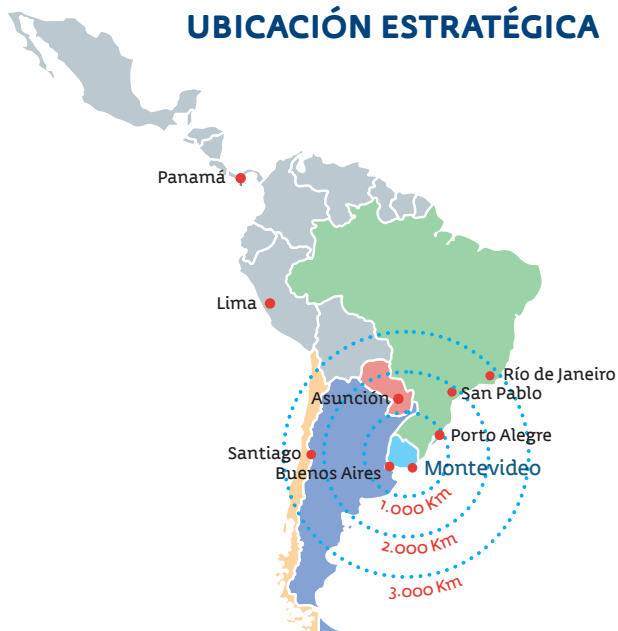 UBICACIÓN ESTRATÉGICA
Panamá
Lima
Río de Janeiro
San Pablo
Asunción
Porto Alegre
Santiago
Buenos Aires
Montevideo
1.000 Km
2.000 Km
3.000 Km